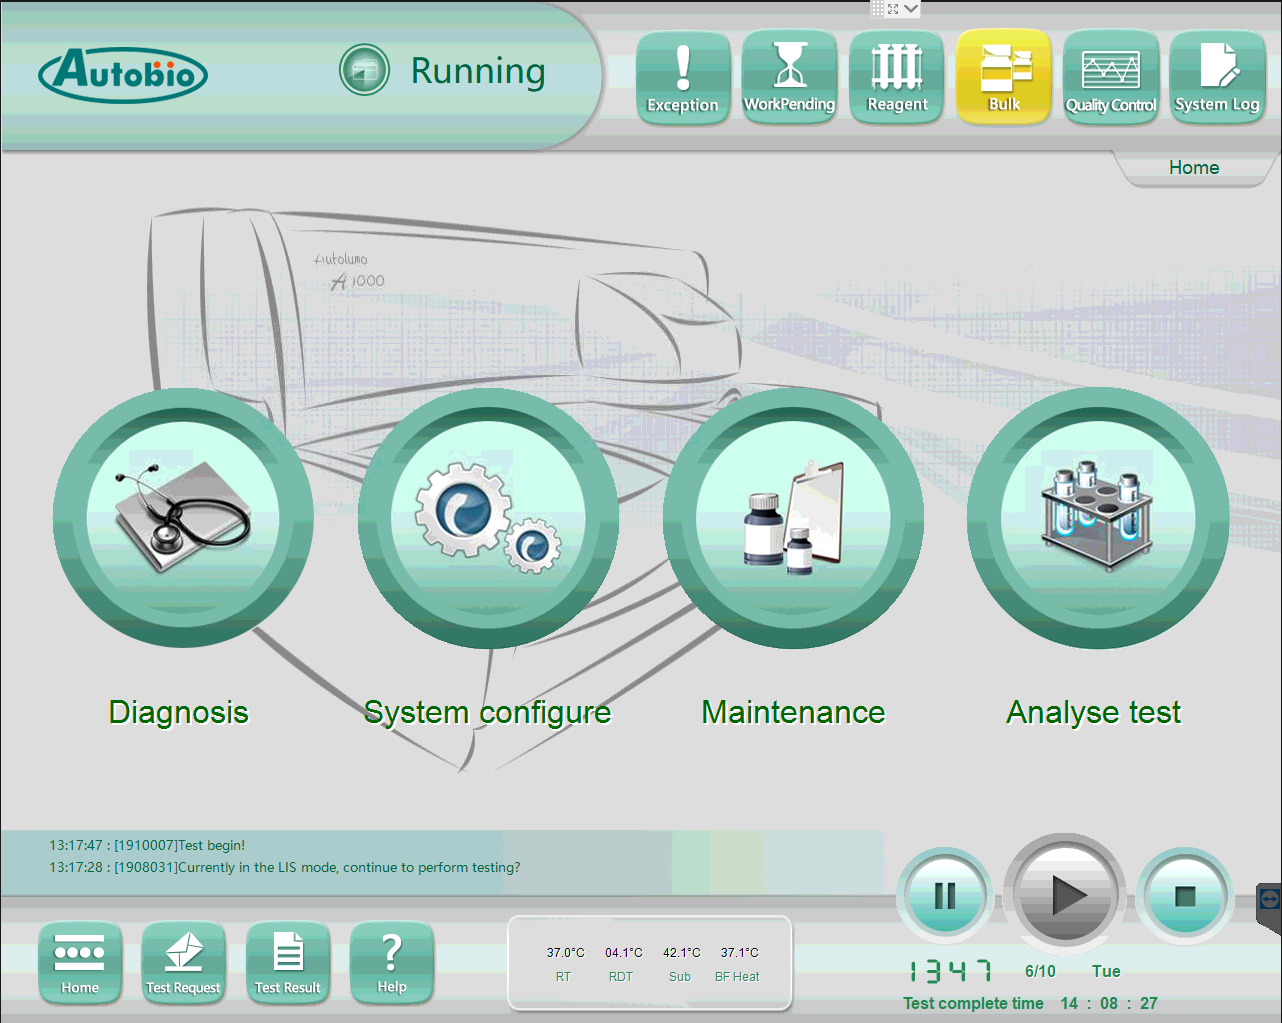 Autobio
Running
Exception
WorkPending
Reagent
Bulk
Quality Control
System Log
Home
Autolumo
A1000
Diagnosis
System configure
Maintenance
Analyse test
13:17:47 : [1910007]Test begin!
13:17:28 : [1908031]Currently in the LIS mode, continue to perform testing?
Home
Test Request
Test Result
?
Help
37.0°C 04.1°C 42.1°C 37.1°C
RT RDT Sub BF Heat
1347 6/10 Tue
Test complete time 14 : 08 : 27